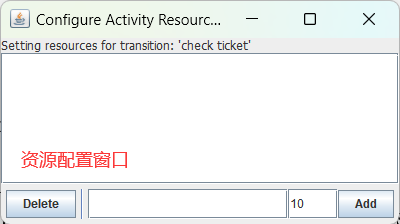 Configure Activity Resourc...
Setting resources for transition: 'check ticket'
资源配置窗口
Delete 10 Add